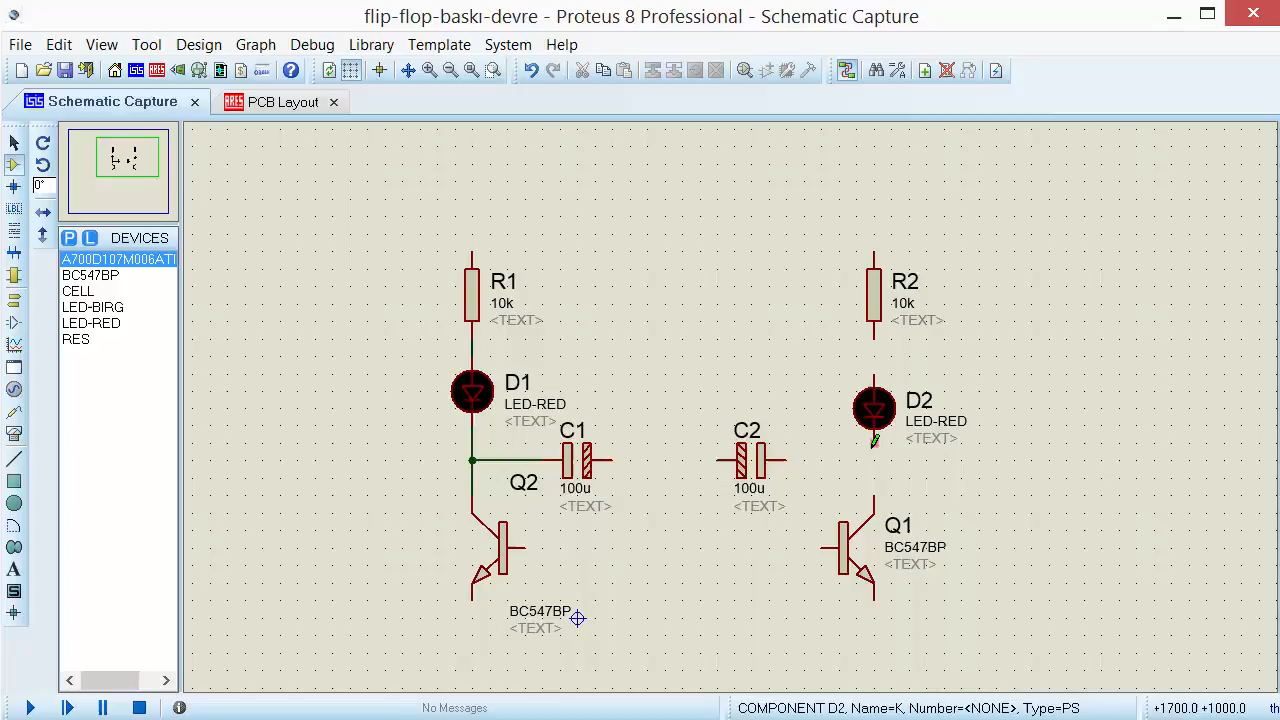 flip-flop-baskı-devre - Proteus 8 Professional - Schematic Capture
File Edit View Tool Graph Debug Library Template System Help
Design
Schematic Capture
PCB Layout
0°
P L DEVICES
A700D107M006ATI
BC547BP
CELL
LED-BIRG
LED-RED
RES
LBL
A
S
R1
10k
<TEXT>
R2
10k
<TEXT>
D1
LED-RED
<TEXT>
D2
LED-RED
<TEXT>
C1
100u
<TEXT>
C2
100u
<TEXT>
Q2
BC547BP
<TEXT>
Q1
BC547BP
<TEXT>
No Messages
COMPONENT D2, Name=K, Number=<NONE>, Type=PS
+1700.0 +1000.0 th